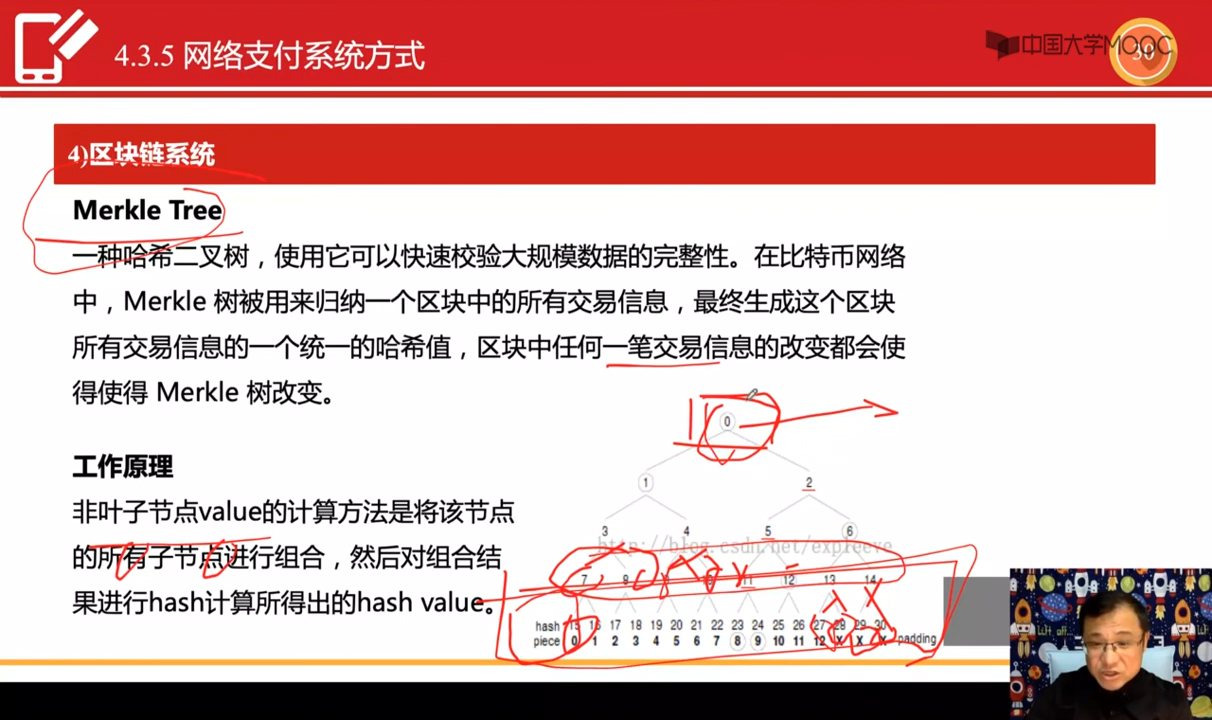 4.3.5 网络支付系统方式
中国大学MOOC
30
4)区块链系统
Merkle Tree
一种哈希二叉树，使用它可以快速校验大规模数据的完整性。在比特币网络
中，Merkle 树被用来归纳一个区块中的所有交易信息，最终生成这个区块
所有交易信息的一个统一的哈希值，区块中任何一笔交易信息的改变都会使
得使得 Merkle 树改变。
工作原理
非叶子节点value的计算方法是将该节点
的所有子节点进行组合，然后对组合结
果进行hash计算所得出的hash value。
0
1 2
3 4 5 6
http://blog.csdn.net/expleeve
7 8 11 12 13 14
hash 15 16 17 18 19 20 21 22 23 24 25 26 27 28 29 30
piece 0 1 2 3 4 5 6 7 8 9 10 11 12 X X X padding